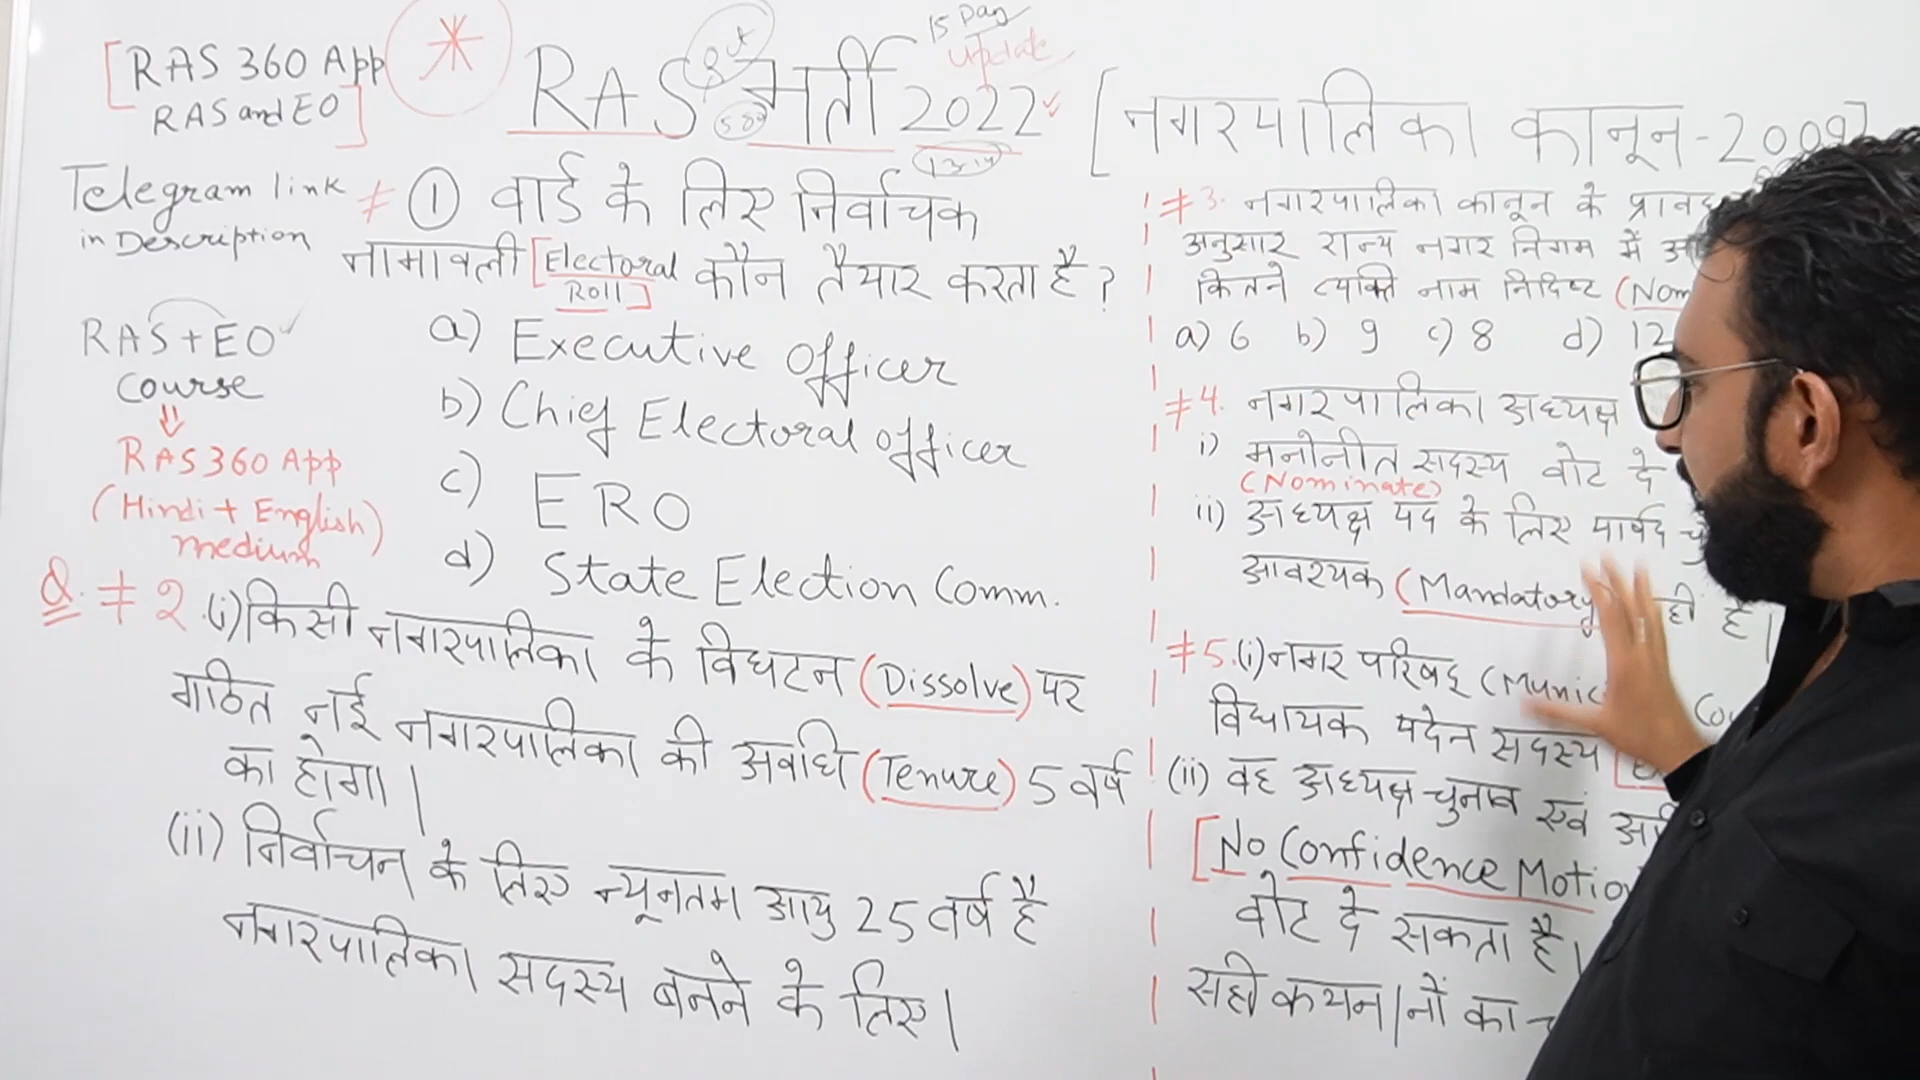 [RAS 360 App
RAS and EO]
Telegram link
in Description
RAS+EO
Course
RAS 360 App
(Hindi + English)
medium
RAS भर्ती 2022
15 Day
Update
[नगरपालिका कानून-2009]
# ① वार्ड के लिए निर्वाचक
नामावली [Electoral Roll] कौन तैयार करता है?
a) Executive Officer
b) Chief Electoral officer
c) ERO
d) State Election Comm.
Q. # 2. (i) किसी नगरपालिका के विघटन (Dissolve) पर
गठित नई नगरपालिका की अवधि (Tenure) 5 वर्ष
का होगा।
(ii) निर्वाचन के लिए न्यूनतम आयु 25 वर्ष है
नगरपालिका सदस्य बनने के लिए।
#3. नगरपालिका कानून के
अनुसार राज्य नगर निगम में
कितने व्यक्ति नाम निर्दिष्ट
a) 6 b) 9 c) 8 d) 12
#4. नगरपालिका अध्यक्ष
i) मनोनीत सदस्य वोट दे
(Nominate)
ii) अध्यक्ष पद के लिए पार्षद
आवश्यक (Mandatory) ही है।
#5. (i) नगर परिषद्
विधायक पदेन सदस्य
(ii) वह अध्यक्ष चुनाव एवं
[No Confidence Motion
वोट दे सकता है।
सही कथन/नों का